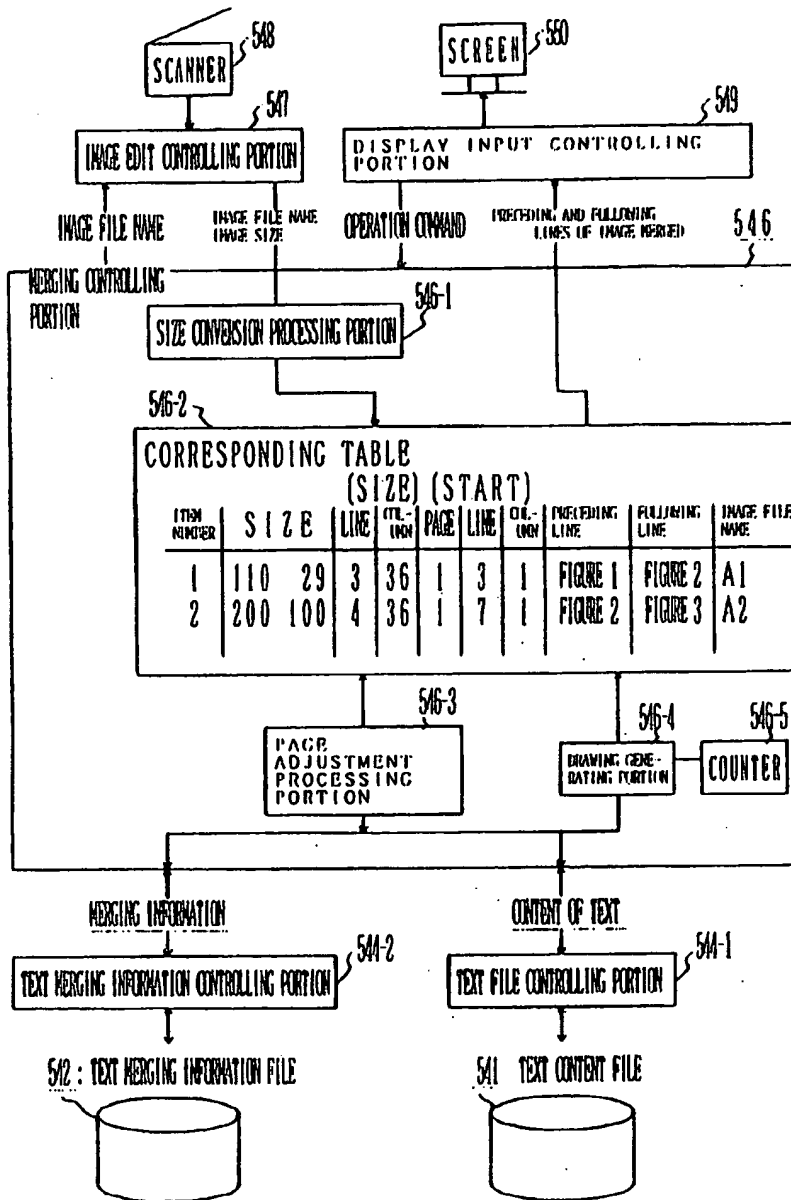 548
SCANNER
550
SCREEN
547
IMAGE EDIT CONTROLLING PORTION
549
DISPLAY INPUT CONTROLLING
PORTION
IMAGE FILE NAME
IMAGE FILE NAME
IMAGE SIZE
OPERATION COMMAND
PRECEDING AND FOLLOWING
LINES OF IMAGE MERGED
546
MERGING CONTROLLING
PORTION
546-1
SIZE CONVERSION PROCESSING PORTION
546-2
CORRESPONDING TABLE
(SIZE) (START)
ITEM NUMBER SIZE LINE COL-UMN PAGE LINE COL-UMN PRECEDING LINE FOLLOWING LINE IMAGE FILE NAME
1 110 29 3 36 1 3 1 FIGURE 1 FIGURE 2 A1
2 200 100 4 36 1 7 1 FIGURE 2 FIGURE 3 A2
546-3
PAGE
ADJUSTMENT
PROCESSING
PORTION
546-4
DRAWING GENE-
RATING PORTION
546-5
COUNTER
MERGING INFORMATION
CONTENT OF TEXT
544-2
TEXT MERGING INFORMATION CONTROLLING PORTION
544-1
TEXT FILE CONTROLLING PORTION
542 : TEXT MERGING INFORMATION FILE
541 TEXT CONTENT FILE